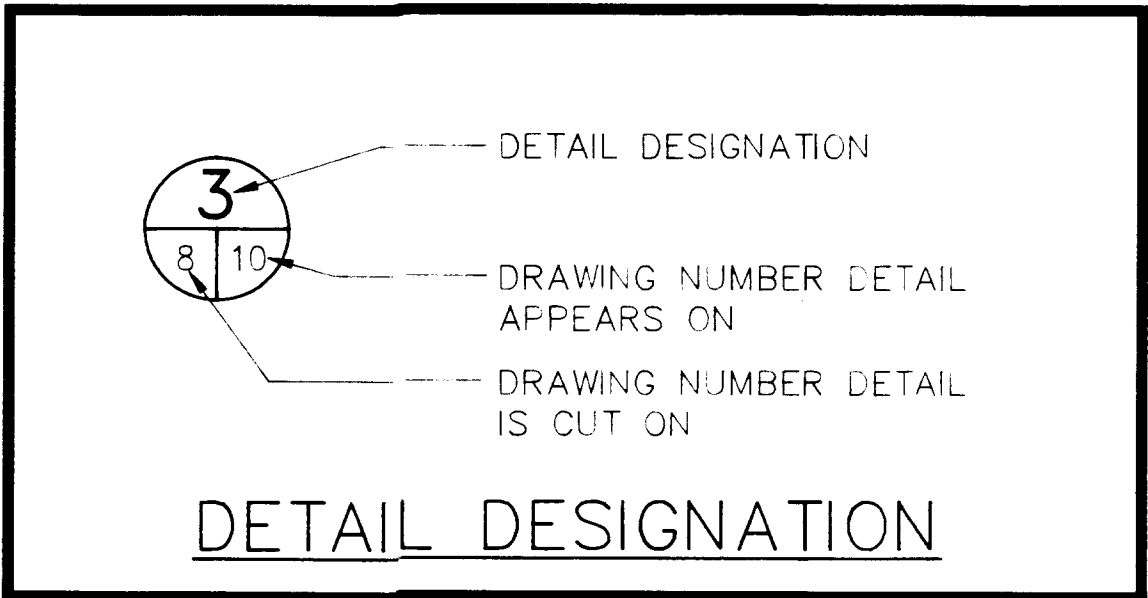 DETAIL DESIGNATION
3
8 10
DRAWING NUMBER DETAIL
APPEARS ON
DRAWING NUMBER DETAIL
IS CUT ON
DETAIL DESIGNATION